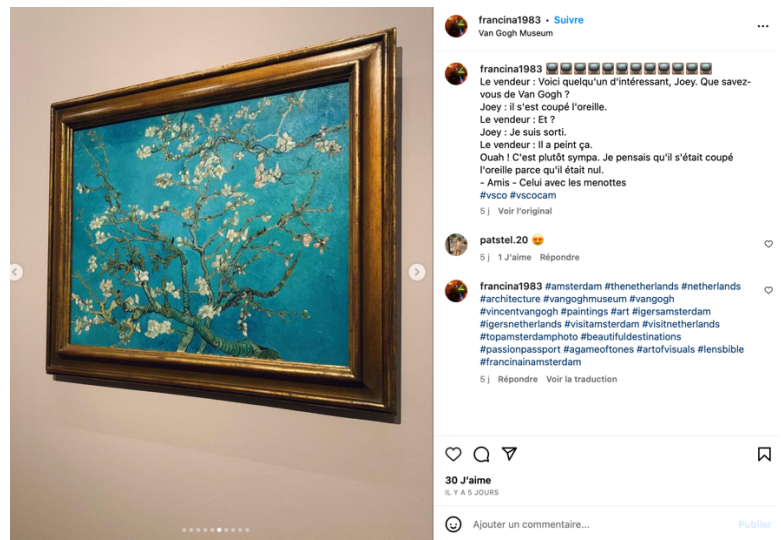 francina1983 • Suivre
Van Gogh Museum
francina1983
Le vendeur : Voici quelqu'un d'intéressant, Joey. Que savez-
vous de Van Gogh ?
Joey : il s'est coupé l'oreille.
Le vendeur : Et ?
Joey : Je suis sorti.
Le vendeur : Il a peint ça.
Ouah ! C'est plutôt sympa. Je pensais qu'il s'était coupé
l'oreille parce qu'il était nul.
- Amis - Celui avec les menottes
#vsco #vscocam
5 j Voir l'original
patstel.20 😍
5 j 1 J'aime Répondre
francina1983 #amsterdam #thenetherlands #netherlands
#architecture #vangoghmuseum #vangogh
#vincentvangogh #paintings #art #igersamsterdam
#igersnetherlands #visitamsterdam #visitnetherlands
#topamsterdamphoto #beautifuldestinations
#passionpassport #agameoftones #artofvisuals #lensbible
#francinainamsterdam
5 j Répondre Voir la traduction
30 J'aime
IL Y A 5 JOURS
Ajouter un commentaire... Publier